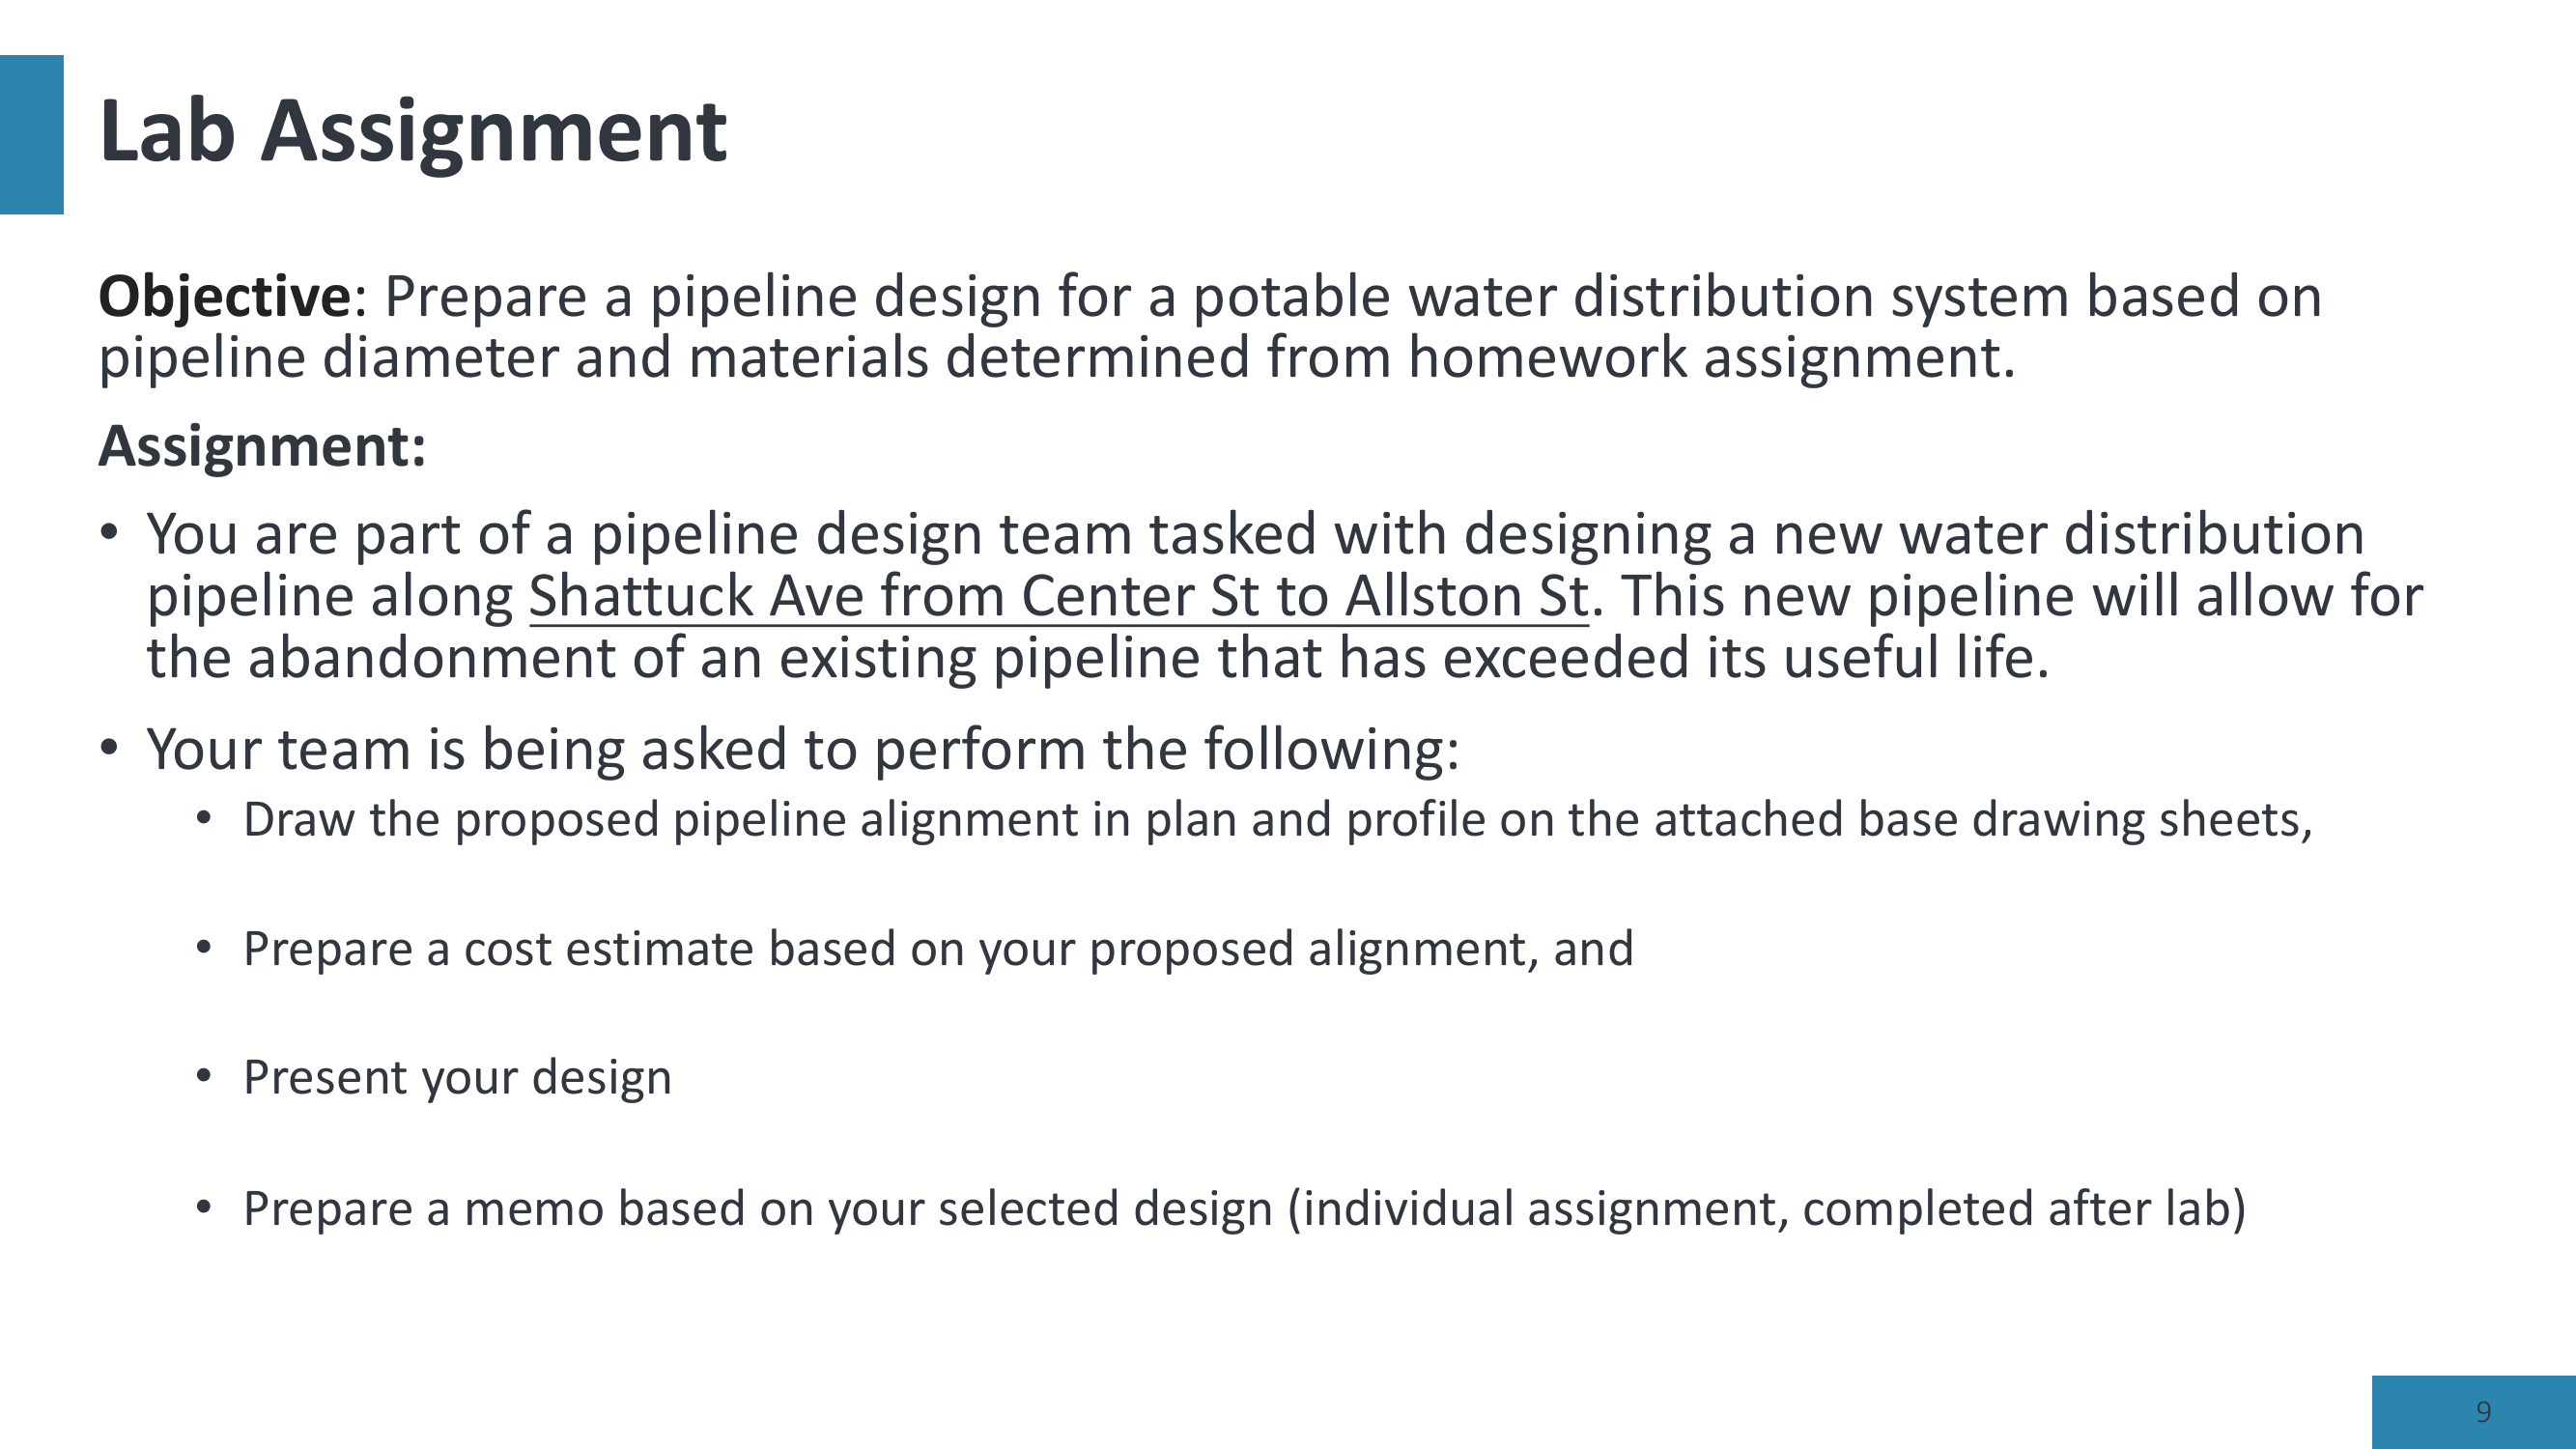 Lab Assignment
Objective: Prepare a pipeline design for a potable water distribution system based on
pipeline diameter and materials determined from homework assignment.
Assignment:
• You are part of a pipeline design team tasked with designing a new water distribution
pipeline along Shattuck Ave from Center St to Allston St. This new pipeline will allow for
the abandonment of an existing pipeline that has exceeded its useful life.
• Your team is being asked to perform the following:
• Draw the proposed pipeline alignment in plan and profile on the attached base drawing sheets,
• Prepare a cost estimate based on your proposed alignment, and
• Present your design
• Prepare a memo based on your selected design (individual assignment, completed after lab)
9